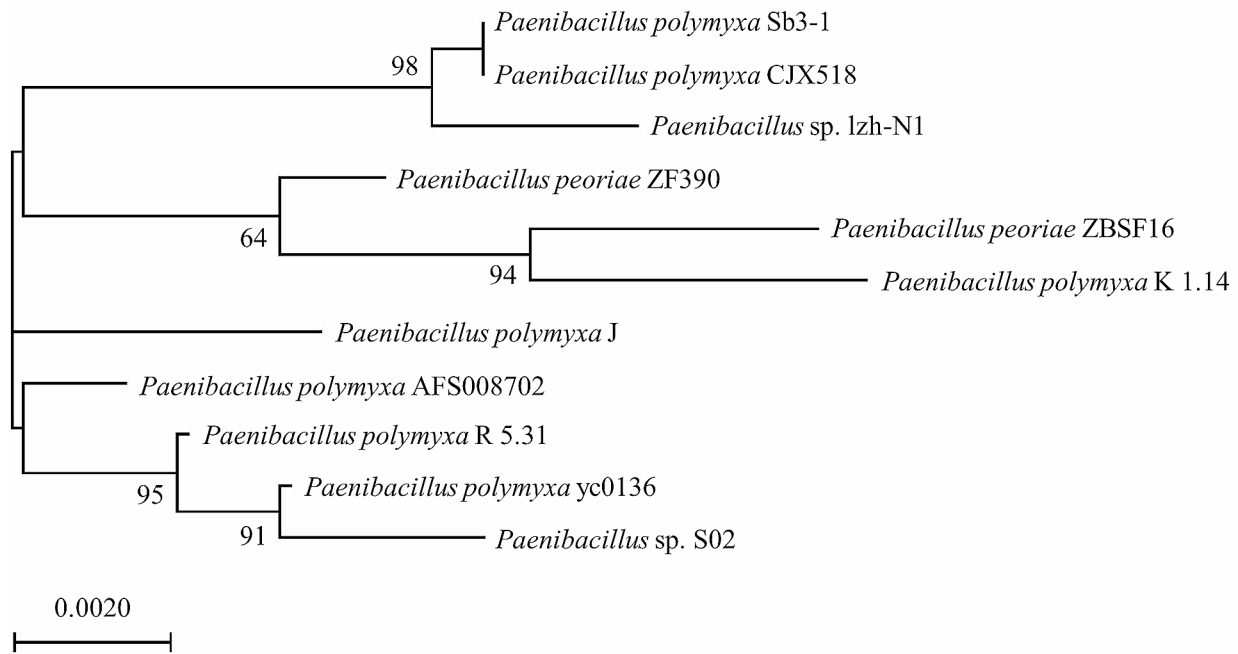 Paenibacillus polymyxa Sb3-1
98
Paenibacillus polymyxa CJX518
Paenibacillus sp. lzh-N1
Paenibacillus peoriae ZF390
64
Paenibacillus peoriae ZBSF16
94
Paenibacillus polymyxa K 1.14
Paenibacillus polymyxa J
Paenibacillus polymyxa AFS008702
Paenibacillus polymyxa R 5.31
95
Paenibacillus polymyxa yc0136
91
Paenibacillus sp. S02
0.0020